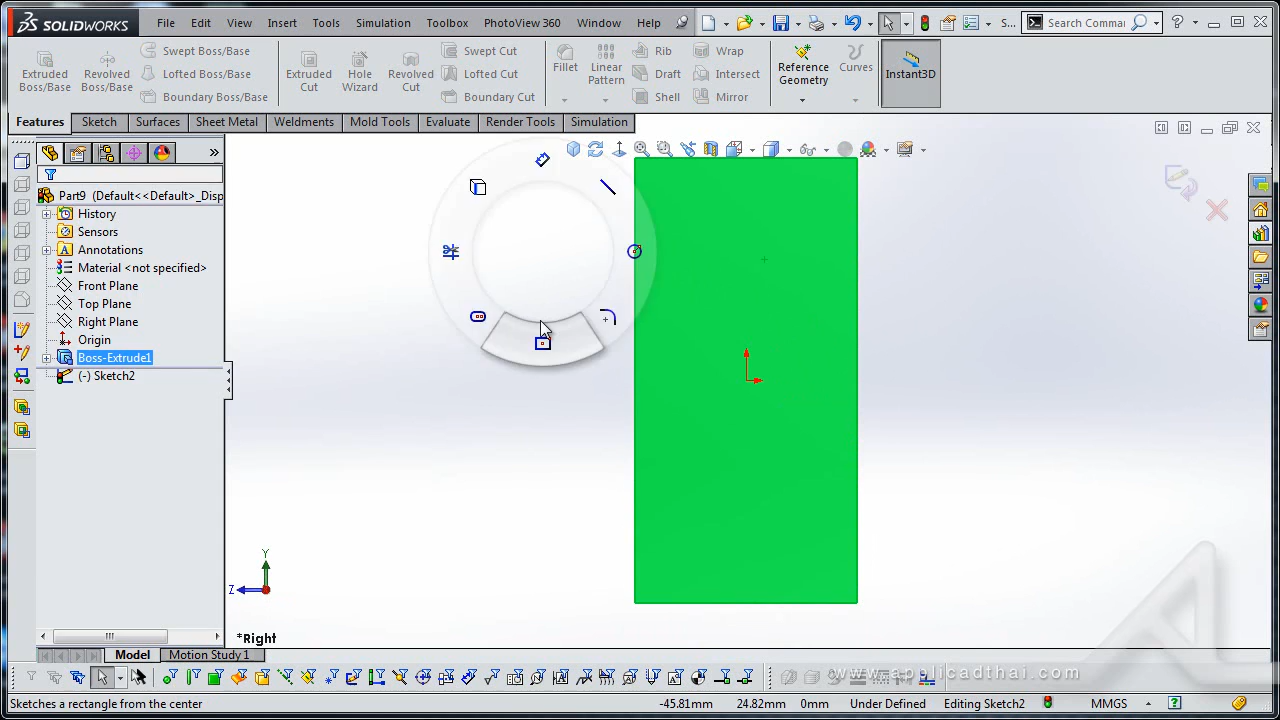 SOLIDWORKS File Edit View Insert Tools Simulation Toolbox PhotoView 360 Window Help S... Search Comma
Extruded Boss/Base Revolved Boss/Base Swept Boss/Base Extruded Cut Hole Wizard Revolved Cut Swept Cut Fillet Linear Pattern Rib Wrap Reference Geometry Curves Instant3D
Lofted Boss/Base Lofted Cut Draft Intersect
Boundary Boss/Base Boundary Cut Shell Mirror
Features Sketch Surfaces Sheet Metal Weldments Mold Tools Evaluate Render Tools Simulation
Part9 (Default<<Default>_Disp
History
Sensors
Annotations
Material <not specified>
Front Plane
Top Plane
Right Plane
Origin
Boss-Extrude1
(-) Sketch2
Y
Z
*Right
Model Motion Study 1
www.applicadthai.com
Sketches a rectangle from the center -45.81mm 24.82mm 0mm Under Defined Editing Sketch2 MMGS